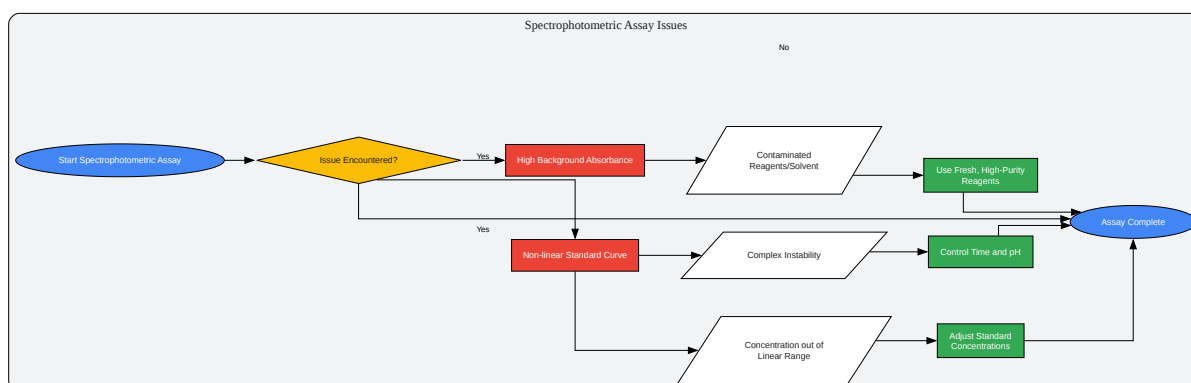 Spectrophotometric Assay Issues
No
Start Spectrophotometric Assay
Issue Encountered?
Yes
High Background Absorbance
Contaminated
Reagents/Solvent
Use Fresh, High-Purity
Reagents
Assay Complete
Yes
Non-linear Standard Curve
Complex Instability
Control Time and pH
Concentration out of
Linear Range
Adjust Standard
Concentrations